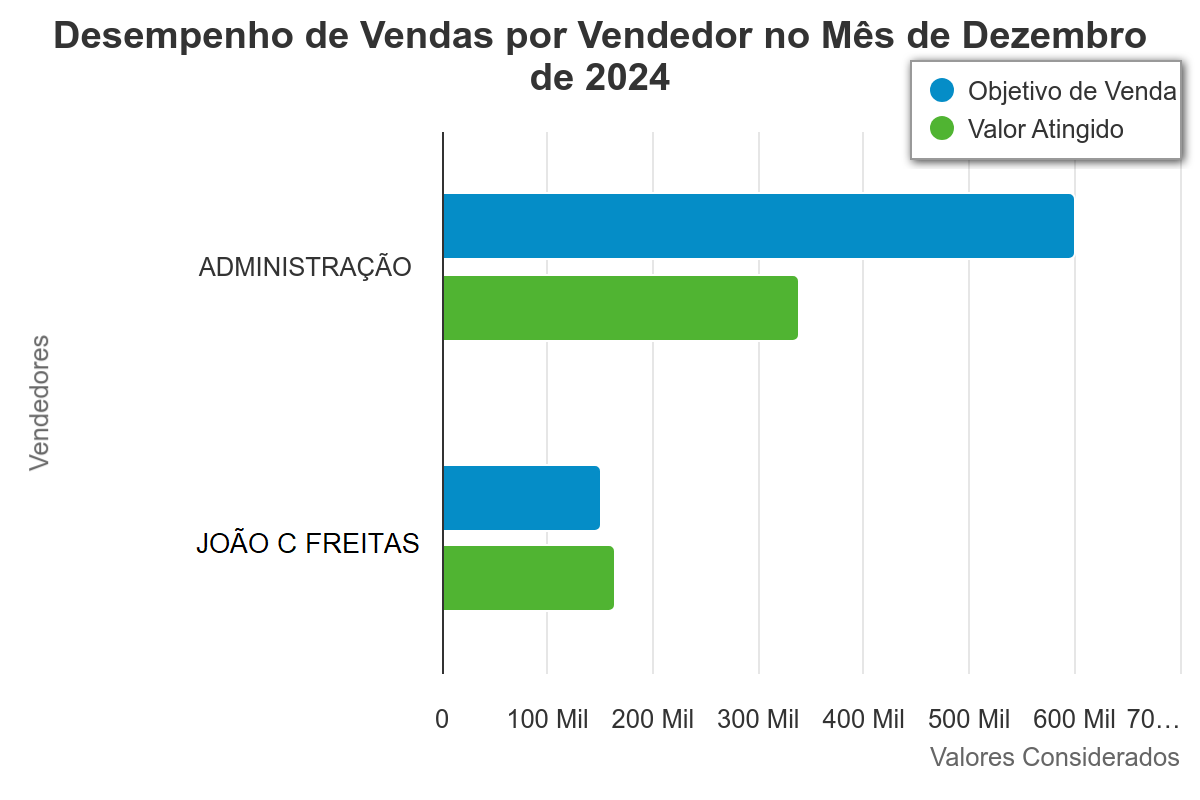 Desempenho de Vendas por Vendedor no Mês de Dezembro
de 2024
Objetivo de Venda
Valor Atingido
ADMINISTRAÇÃO
Vendedores
JOÃO C FREITAS
0 100 Mil 200 Mil 300 Mil 400 Mil 500 Mil 600 Mil 70…
Valores Considerados